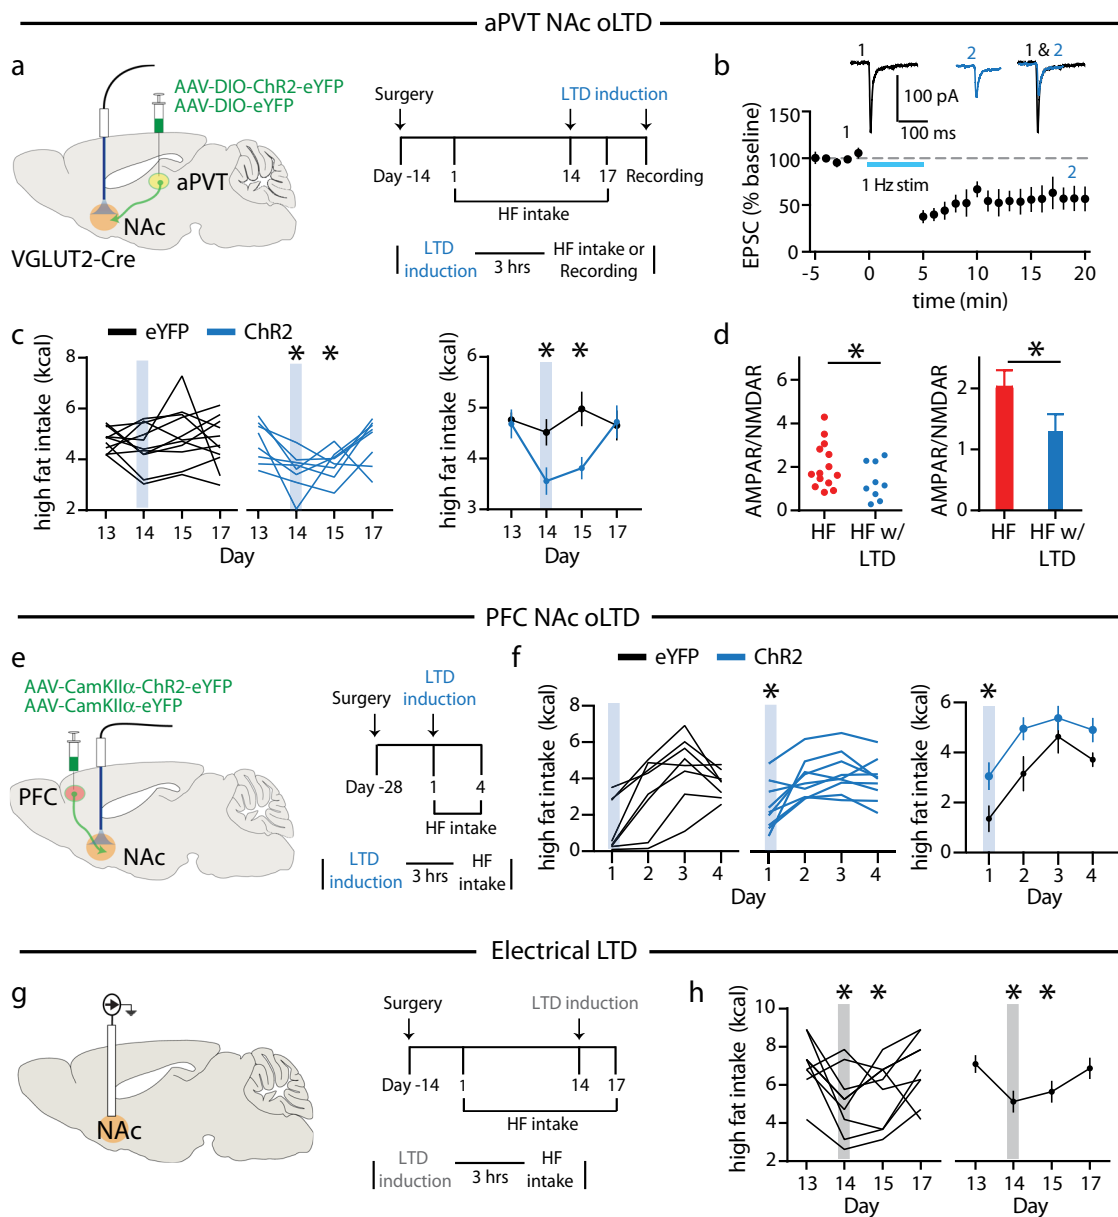 aPVT NAc oLTD
a
AAV-DIO-ChR2-eYFP
AAV-DIO-eYFP
aPVT
NAc
VGLUT2-Cre
Surgery
LTD induction
Day -14
1
14
17
Recording
HF intake
LTD
induction
3 hrs
HF intake or
Recording
b
1
2
1 & 2
100 pA
100 ms
EPSC (% baseline)
150
100
50
0
1
1 Hz stim
2
-5 0 5 10 15 20
time (min)
c
eYFP
ChR2
high fat intake (kcal)
8
6
4
2
* *
13 14 15 17
13 14 15 17
Day
high fat intake (kcal)
6
5
4
3
* *
13 14 15 17
Day
d
AMPAR/NMDAR
6
4
2
0
*
HF
HF w/
LTD
AMPAR/NMDAR
2
1
0
*
HF
HF w/
LTD
PFC NAc oLTD
e
AAV-CamKIIα-ChR2-eYFP
AAV-CamKIIα-eYFP
PFC
NAc
Surgery
LTD
induction
Day -28
1
4
HF intake
LTD
induction
3 hrs
HF
intake
f
eYFP
ChR2
high fat intake (kcal)
8
6
4
2
0
*
1 2 3 4
1 2 3 4
Day
high fat intake (kcal)
6
4
2
0
*
1 2 3 4
Day
Electrical LTD
g
NAc
Surgery
LTD induction
Day -14
1
14
17
HF intake
LTD
induction
3 hrs
HF
intake
h
high fat intake (kcal)
10
8
6
4
2
* *
* *
13 14 15 17
13 14 15 17
Day
Day